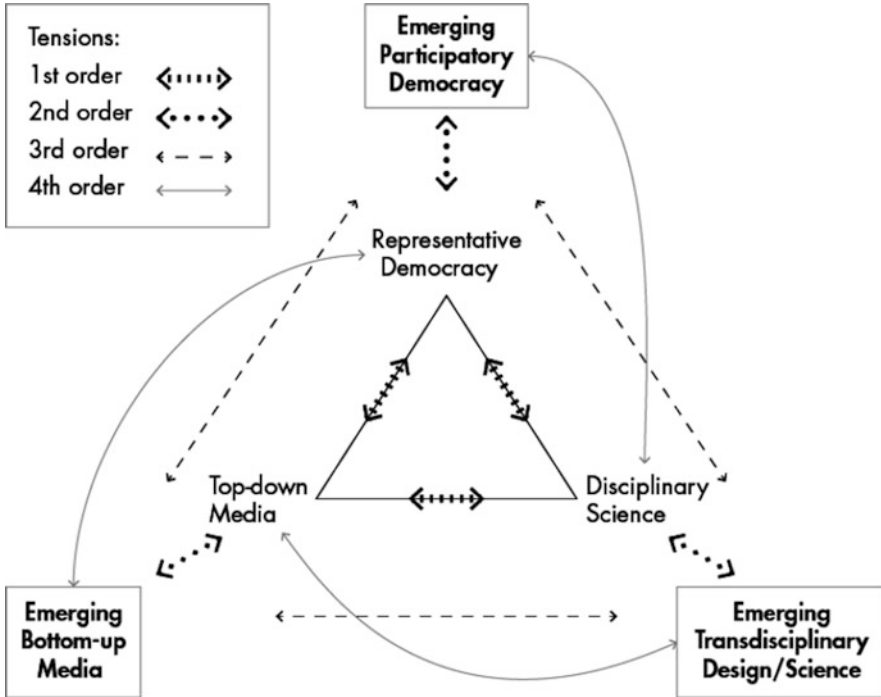 Tensions:
1st order
2nd order
3rd order
4th order
Emerging
Participatory
Democracy
Representative
Democracy
Top-down
Media
Disciplinary
Science
Emerging
Bottom-up
Media
Emerging
Transdisciplinary
Design/Science